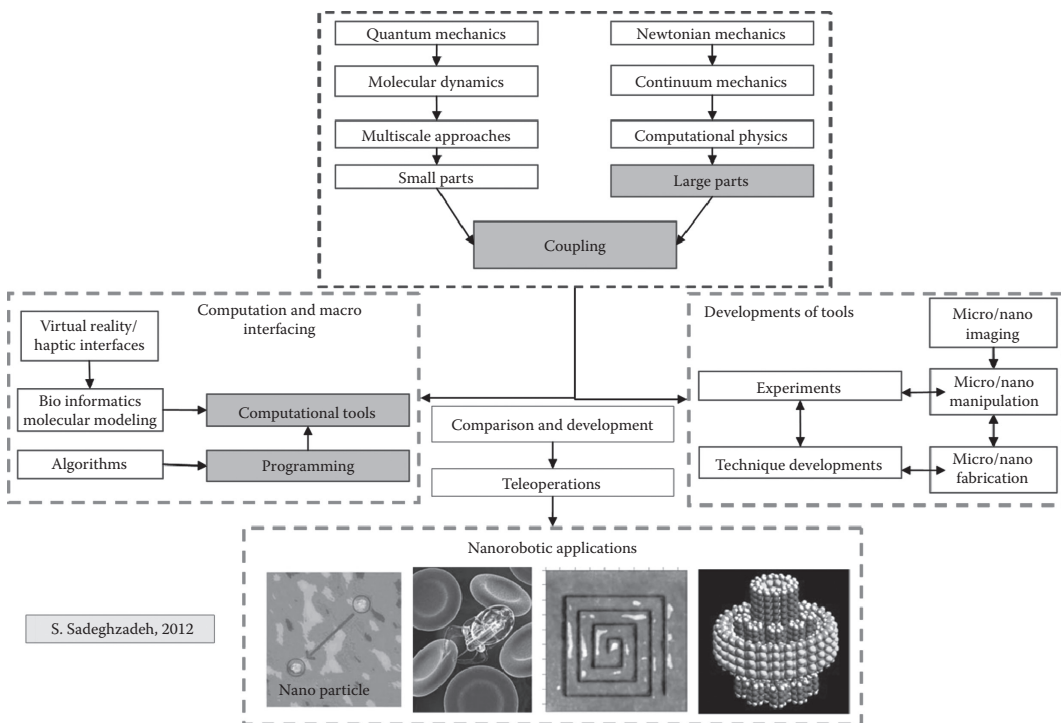 Quantum mechanics
Molecular dynamics
Multiscale approaches
Small parts
Newtonian mechanics
Continuum mechanics
Computational physics
Large parts
Coupling
Computation and macro
interfacing
Virtual reality/
haptic interfaces
Bio informatics
molecular modeling
Computational tools
Algorithms
Programming
Comparison and development
Teleoperations
Developments of tools
Micro/nano
imaging
Experiments
Micro/nano
manipulation
Technique developments
Micro/nano
fabrication
Nanorobotic applications
Nano particle
S. Sadeghzadeh, 2012